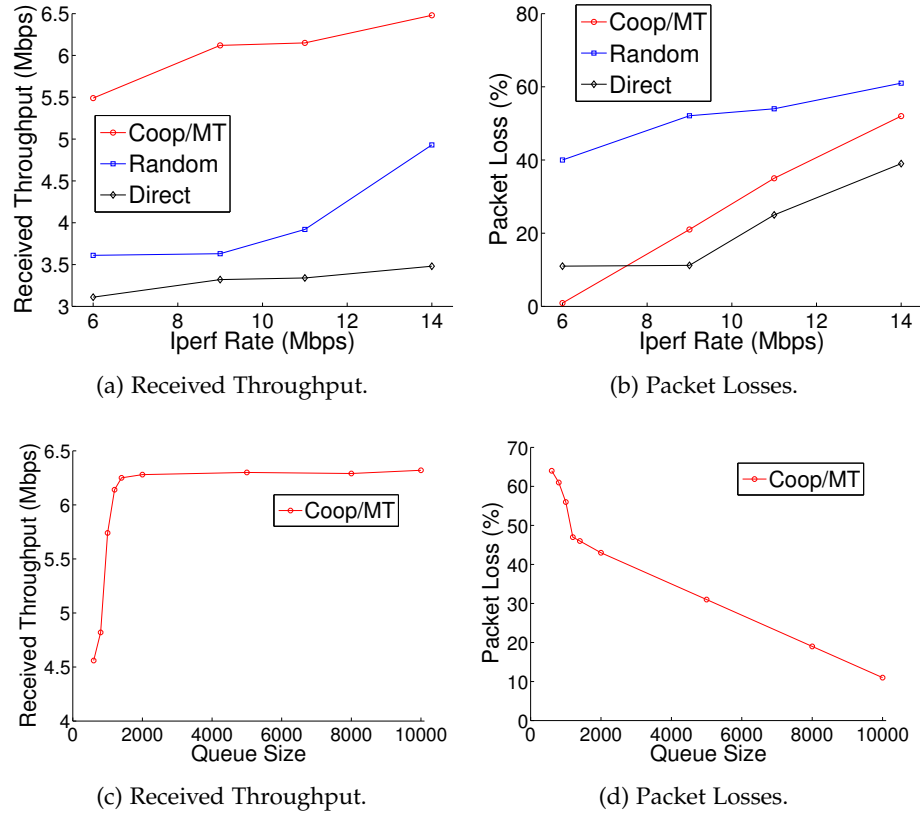 Received Throughput (Mbps)
6.5
6
5.5
5
4.5
4
3.5
3
6
8
10
12
14
Iperf Rate (Mbps)
Coop/MT
Random
Direct
(a) Received Throughput.
Packet Loss (%)
80
60
40
20
0
6
8
10
12
14
Iperf Rate (Mbps)
Coop/MT
Random
Direct
(b) Packet Losses.
Received Throughput (Mbps)
6.5
6
5.5
5
4.5
4
0
2000
4000
6000
8000
10000
Queue Size
Coop/MT
(c) Received Throughput.
Packet Loss (%)
70
60
50
40
30
20
10
0
0
2000
4000
6000
8000
10000
Queue Size
Coop/MT
(d) Packet Losses.